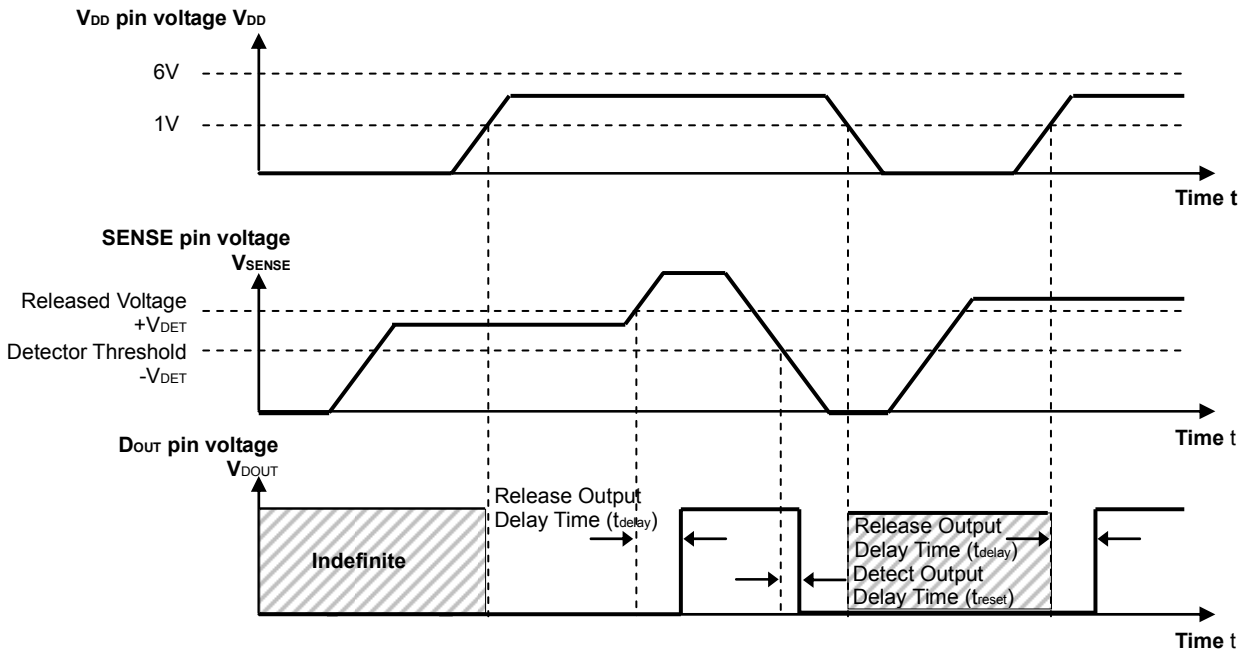 VDD pin voltage VDD
6V
1V
Time t
SENSE pin voltage
VSENSE
Released Voltage
+VDET
Detector Threshold
-VDET
Time t
DOUT pin voltage
VDOUT
Release Output
Delay Time (tdelay)
Indefinite
Release Output
Delay Time (tdelay)
Detect Output
Delay Time (treset)
Time t